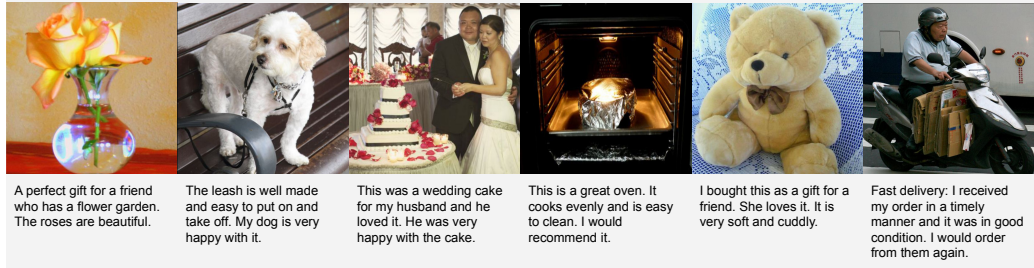 A perfect gift for a friend
who has a flower garden.
The roses are beautiful.
The leash is well made
and easy to put on and
take off. My dog is very
happy with it.
This was a wedding cake
for my husband and he
loved it. He was very
happy with the cake.
This is a great oven. It
cooks evenly and is easy
to clean. I would
recommend it.
I bought this as a gift for a
friend. She loves it. It is
very soft and cuddly.
Fast delivery: I received
my order in a timely
manner and it was in good
condition. I would order
from them again.